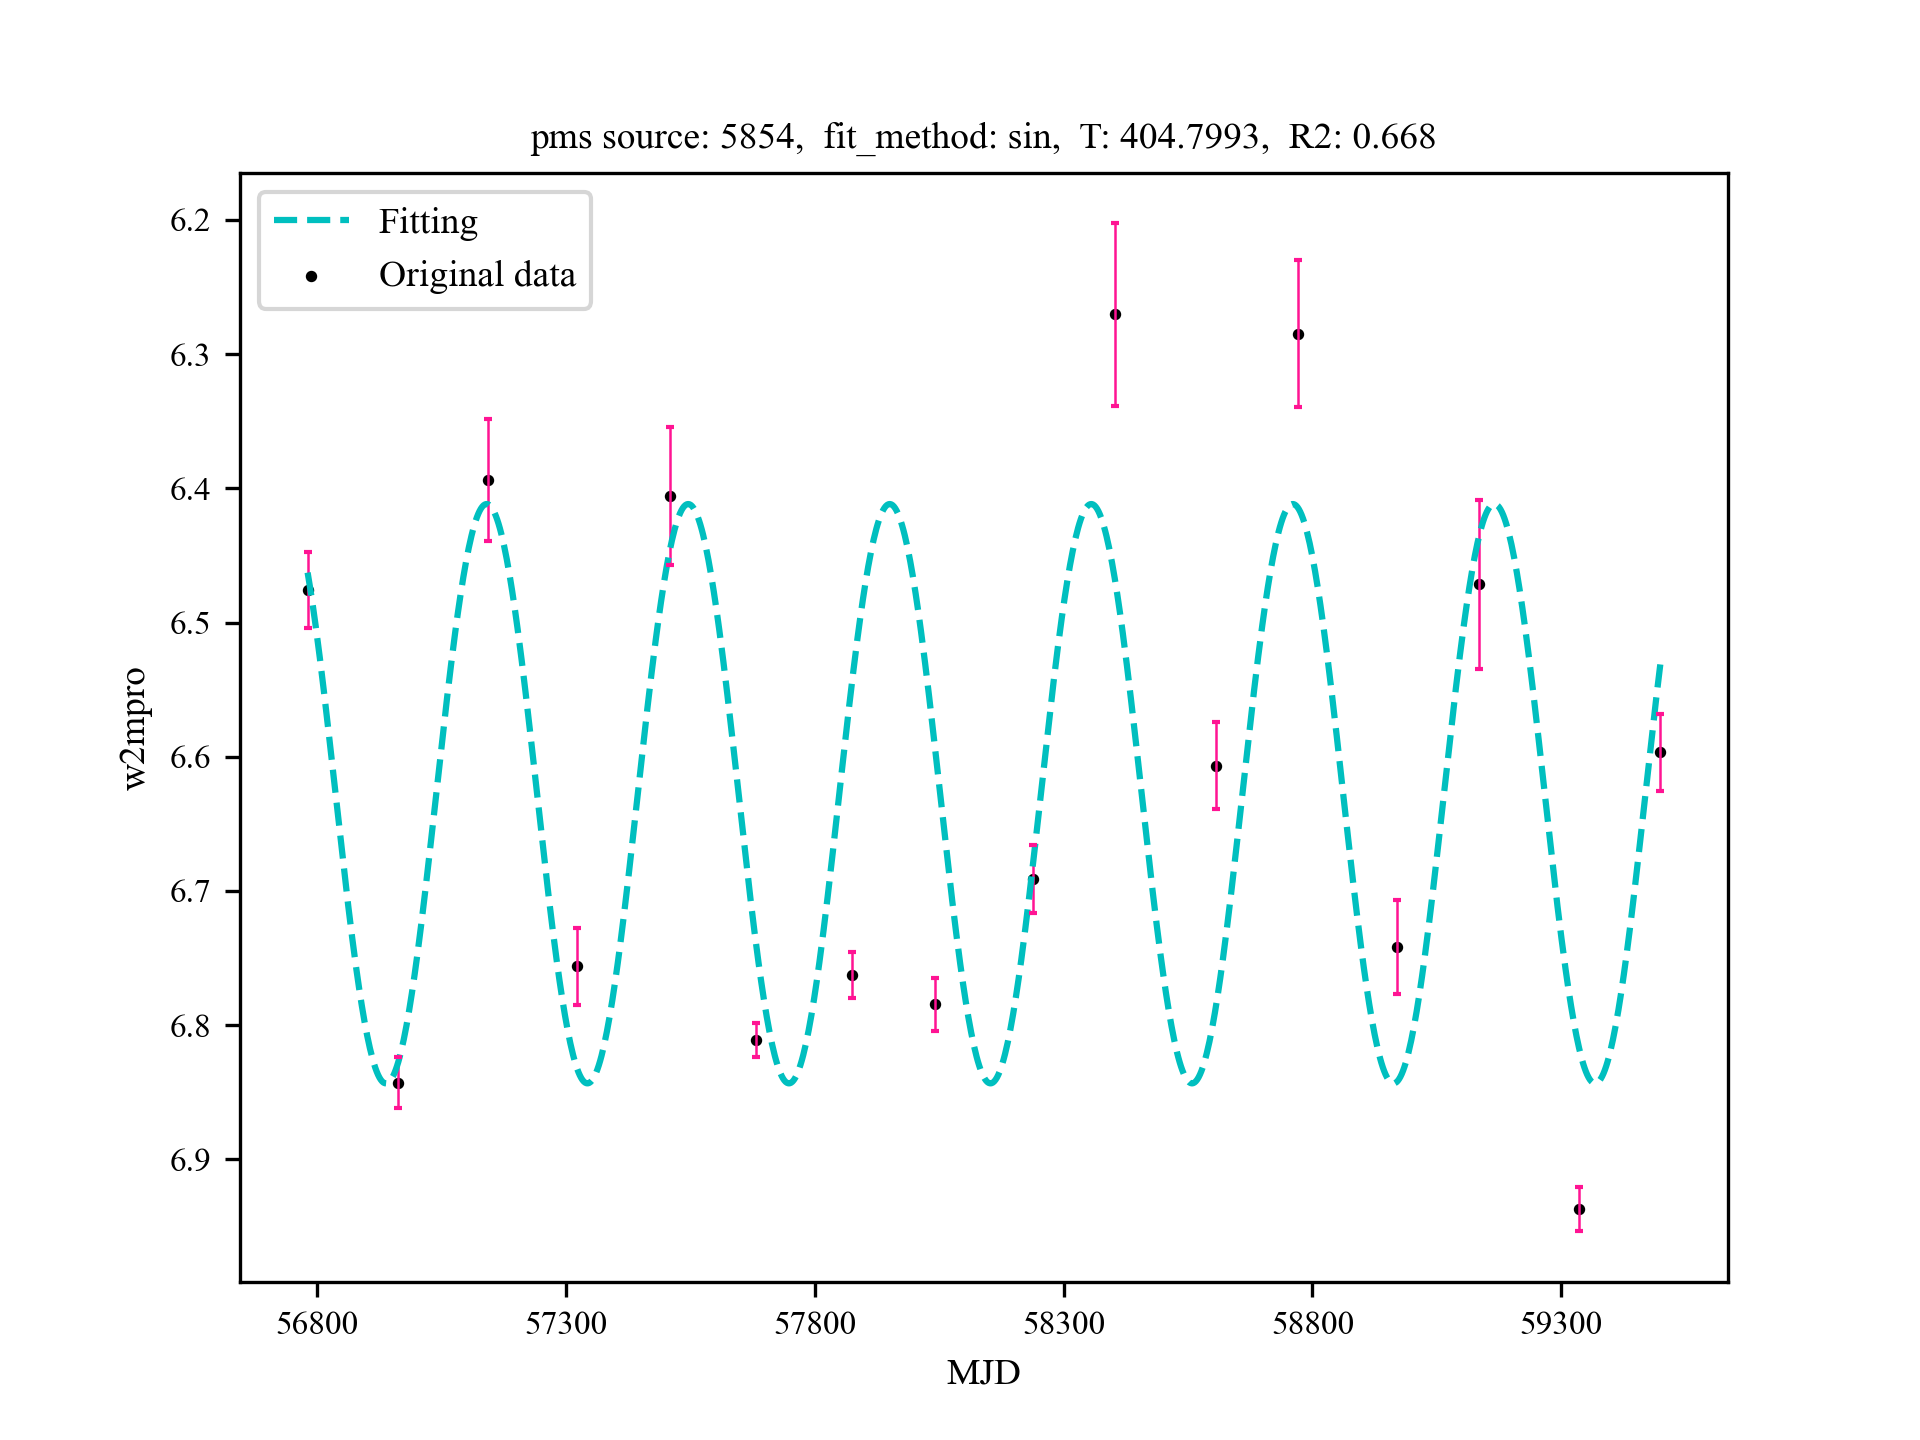 pms source: 5854,  fit_method: sin,  T: 404.7993,  R2: 0.668
Fitting
Original data
6.2
6.3
6.4
6.5
6.6
6.7
6.8
6.9
w2mpro
56800
57300
57800
58300
58800
59300
MJD